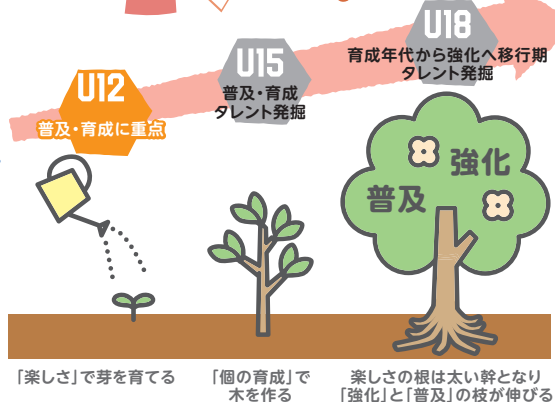 U12
普及・育成に重点
U15
普及・育成
タレント発掘
U18
育成年代から強化へ移行期
タレント発掘
強化
普及
「楽しさ」で芽を育てる
「個の育成」で
木を作る
楽しさの根は太い幹となり
「強化」と「普及」の枝が伸びる